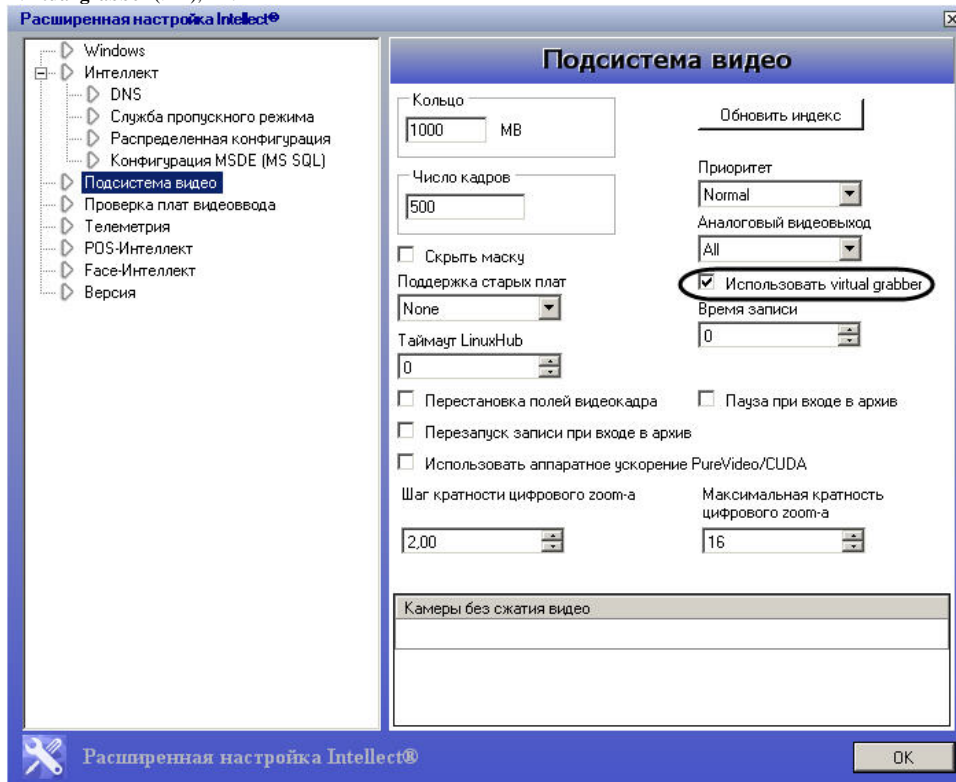 Расширенная настройка Intellect®
Windows
Интеллект
DNS
Служба пропускного режима
Распределенная конфигурация
Конфигурация MSDE (MS SQL)
Подсистема видео
Проверка плат видеоввода
Телеметрия
POS-Интеллект
Face-Интеллект
Версия
Подсистема видео
Кольцо
1000 MB
Обновить индекс
Число кадров
500
Приоритет
Normal
Аналоговый видеовыход
All
Скрыть маску
Использовать virtual grabber
Поддержка старых плат
None
Время записи
0
Таймаут LinuxHub
0
Перестановка полей видеокадра
Пауза при входе в архив
Перезапуск записи при входе в архив
Использовать аппаратное ускорение PureVideo/CUDA
Шаг кратности цифрового zoom-а
2,00
Максимальная кратность
цифрового zoom-а
16
Камеры без сжатия видео
Расширенная настройка Intellect®
OK